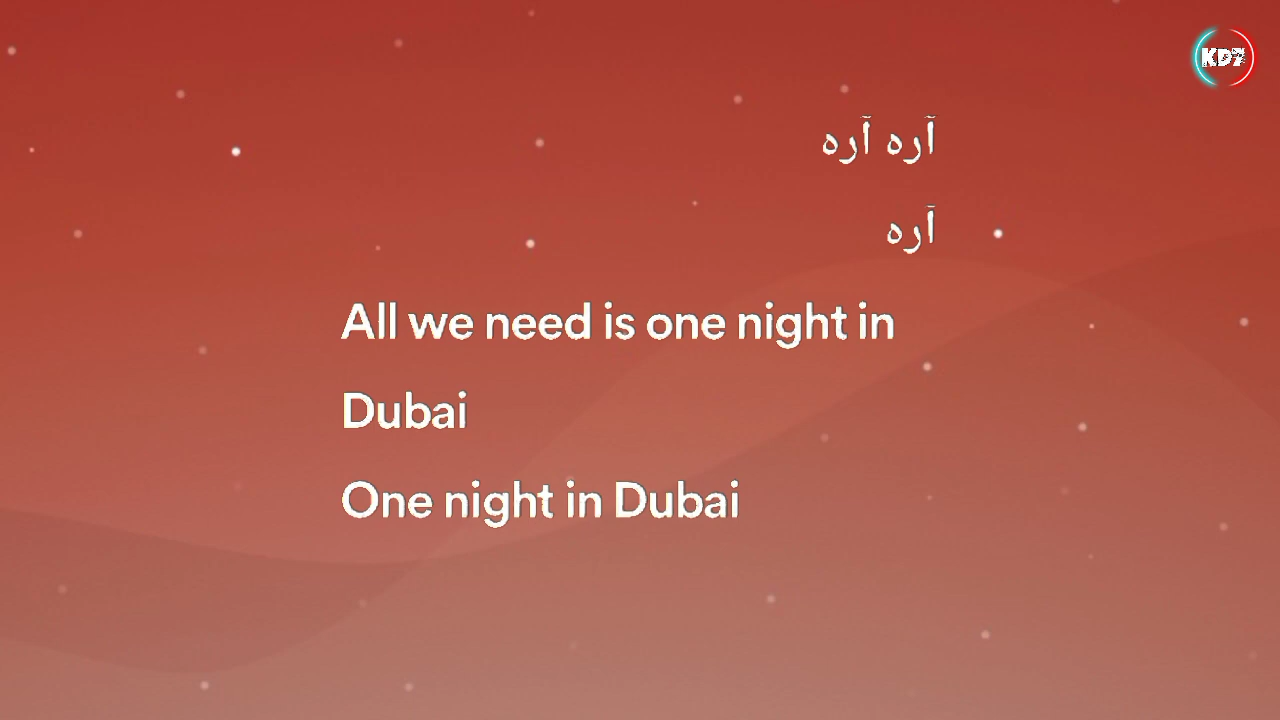 KD7
آره آره
آره
All we need is one night in
Dubai
One night in Dubai